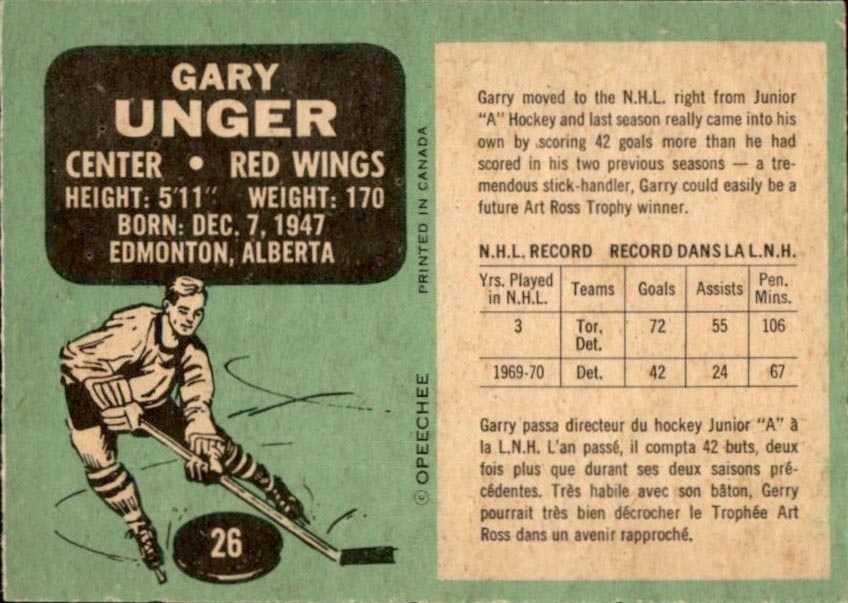 GARY
UNGER
CENTER • RED WINGS
HEIGHT: 5'11" WEIGHT: 170
BORN: DEC. 7, 1947
EDMONTON, ALBERTA
26
© OPEECHEE PRINTED IN CANADA
Garry moved to the N.H.L. right from Junior
"A" Hockey and last season really came into his
own by scoring 42 goals more than he had
scored in his two previous seasons — a tre-
mendous stick-handler, Garry could easily be a
future Art Ross Trophy winner.
N.H.L. RECORD RECORD DANS LA L.N.H.
Yrs. Played in N.H.L. Teams Goals Assists Pen. Mins.
3 Tor. Det. 72 55 106
1969-70 Det. 42 24 67
Garry passa directeur du hockey Junior "A" à
la L.N.H. L'an passé, il compta 42 buts, deux
fois plus que durant ses deux saisons pré-
cédentes. Très habile avec son bâton, Gerry
pourrait très bien décrocher le Trophée Art
Ross dans un avenir rapproché.